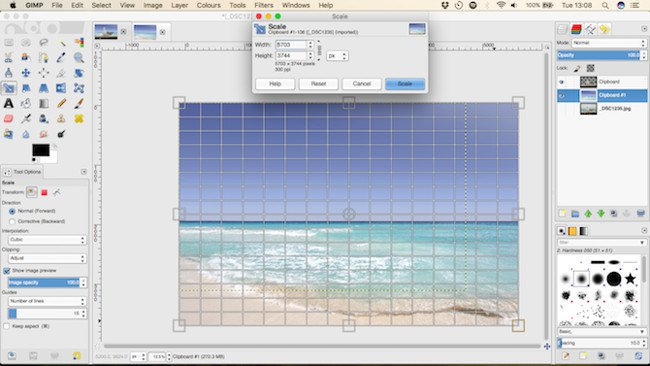 GIMP File Edit Select View Image Layer Colours Tools Filters Windows Help
100% Tue 13:08
Scale
Scale
Clipboard #1-106 ([_DSC1236] (imported))
Width: 5703
Height: 3744
px
5703 × 3744 pixels
300 ppi
Help Reset Cancel Scale
Mode: Normal
Opacity 100.0
Lock:
Clipboard
Clipboard #1
_DSC1236.jpg
Tool Options
Scale
Transform:
Direction
Normal (Forward)
Corrective (Backward)
Interpolation:
Cubic
Clipping:
Adjust
Show image preview
Image opacity 100.0
Guides
Number of lines
15
Keep aspect
px
Clipboard #1 (270.3 MB)
filter
2. Hardness 050 (51 × 51)
Basic,
Spacing 10.0